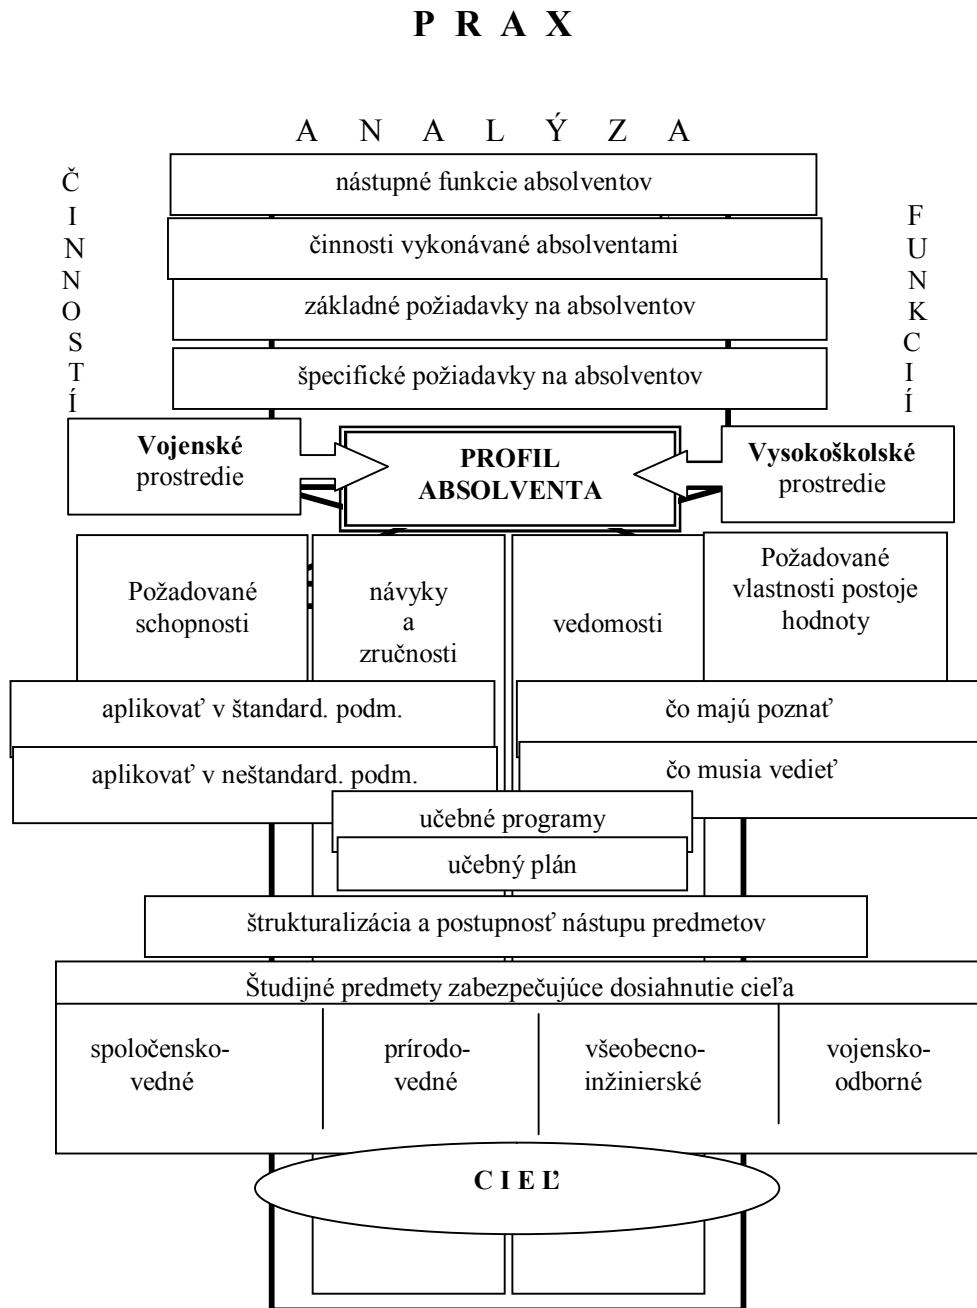 P R A X
A N A L Ý Z A
Č I N N O S T Í
F U N K C I Í
nástupné funkcie absolventov
činnosti vykonávané absolventami
základné požiadavky na absolventov
špecifické požiadavky na absolventov
Vojenské
prostredie
PROFIL
ABSOLVENTA
Vysokoškolské
prostredie
Požadované
schopnosti
návyky
a
zručnosti
vedomosti
Požadované
vlastnosti postoje
hodnoty
aplikovať v štandard. podm.
čo majú poznať
aplikovať v neštandard. podm.
čo musia vedieť
učebné programy
učebný plán
štrukturalizácia a postupnosť nástupu predmetov
Študijné predmety zabezpečujúce dosiahnutie cieľa
spoločensko-
vedné
prírodo-
vedné
všeobecno-
inžinierské
vojensko-
odborné
C I E Ľ